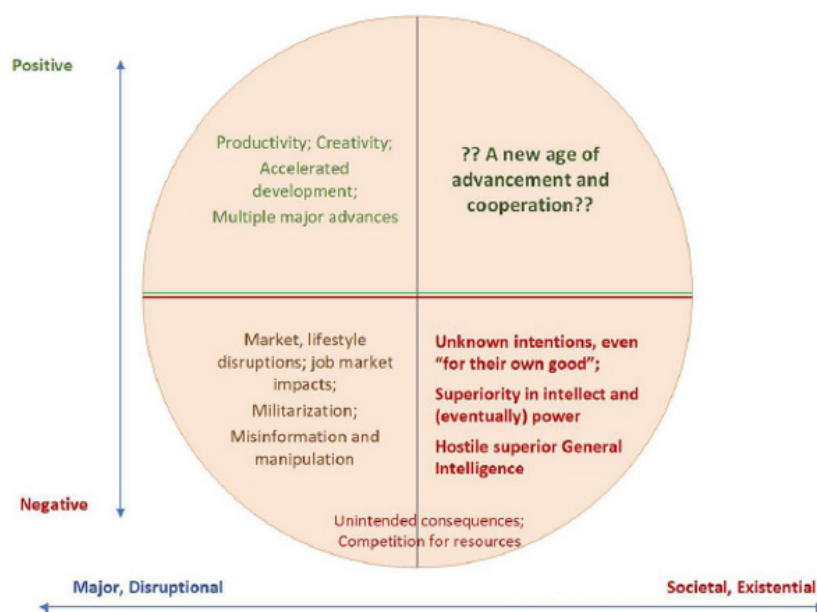 Positive
Productivity; Creativity;
Accelerated
development;
Multiple major advances
?? A new age of
advancement and
cooperation??
Market, lifestyle
disruptions; job market
impacts;
Militarization;
Misinformation and
manipulation
Unknown intentions, even
“for their own good”;
Superiority in intellect and
(eventually) power
Hostile superior General
Intelligence
Negative
Unintended consequences;
Competition for resources
Major, Disruptional
Societal, Existential